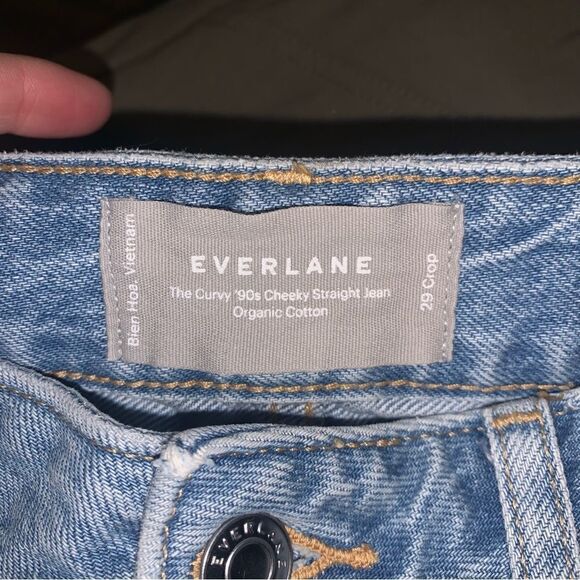 EVERLANE
The Curvy '90s Cheeky Straight Jean
Organic Cotton
Bien Hoa, Vietnam
29 Crop
EVERLANE